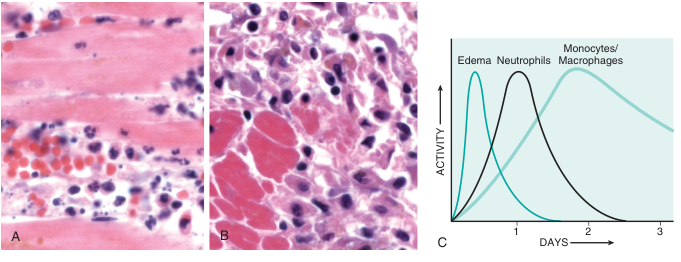 A
B
C
Monocytes/
Edema Neutrophils Macrophages
ACTIVITY
1 2 3
DAYS